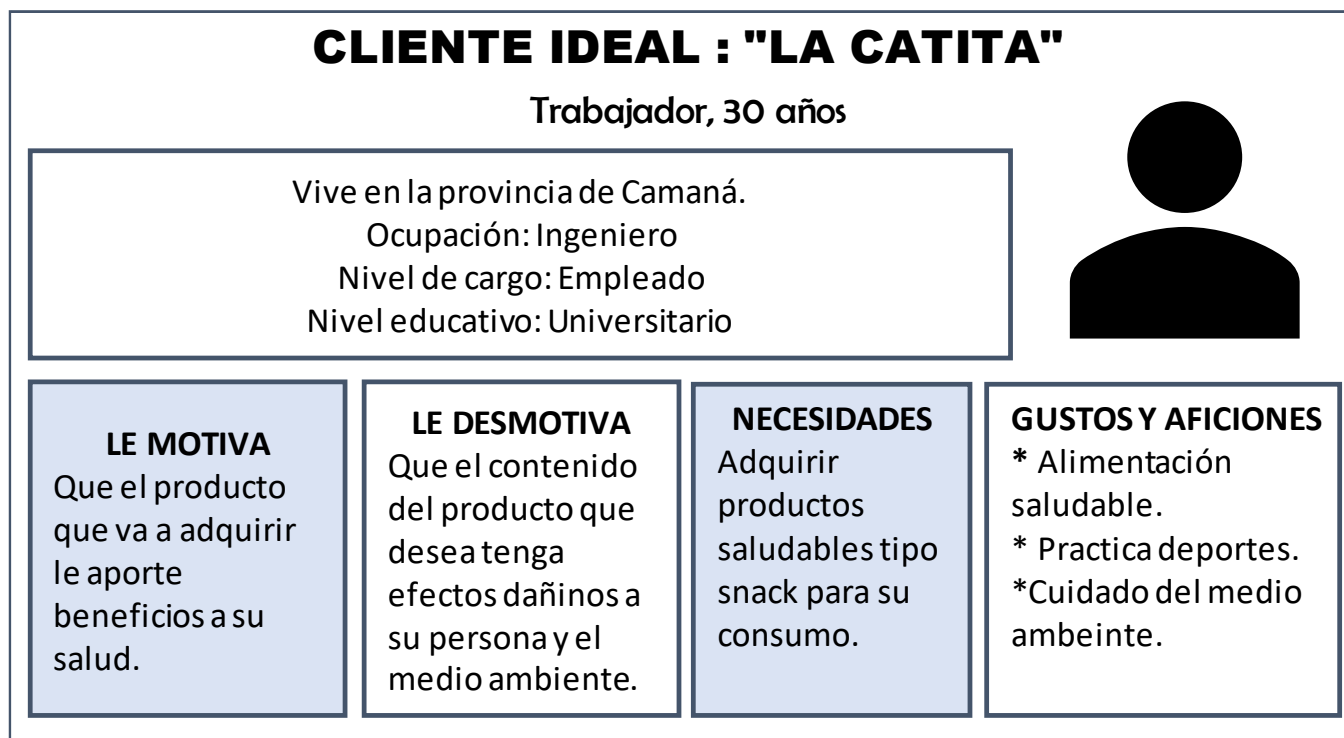 CLIENTE IDEAL : "LA CATITA"
Trabajador, 30 años
Vive en la provincia de Camaná.
Ocupación: Ingeniero
Nivel de cargo: Empleado
Nivel educativo: Universitario
LE MOTIVA
Que el producto
que va a adquirir
le aporte
beneficios a su
salud.
LE DESMOTIVA
Que el contenido
del producto que
desea tenga
efectos dañinos a
su persona y el
medio ambiente.
NECESIDADES
Adquirir
productos
saludables tipo
snack para su
consumo.
GUSTOS Y AFICIONES
* Alimentación
saludable.
* Practica deportes.
*Cuidado del medio
ambeinte.